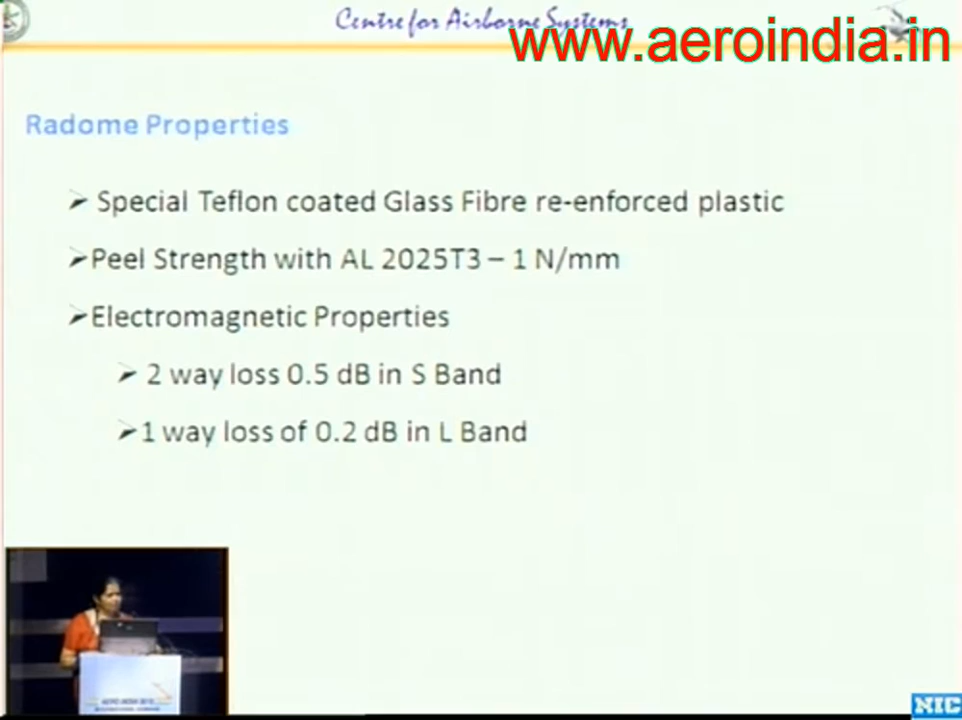 Centre for Airborne Systems
www.aeroindia.in
Radome Properties
➢ Special Teflon coated Glass Fibre re-enforced plastic
➢Peel Strength with AL 2025T3 – 1 N/mm
➢Electromagnetic Properties
➢ 2 way loss 0.5 dB in S Band
➢1 way loss of 0.2 dB in L Band
NIC